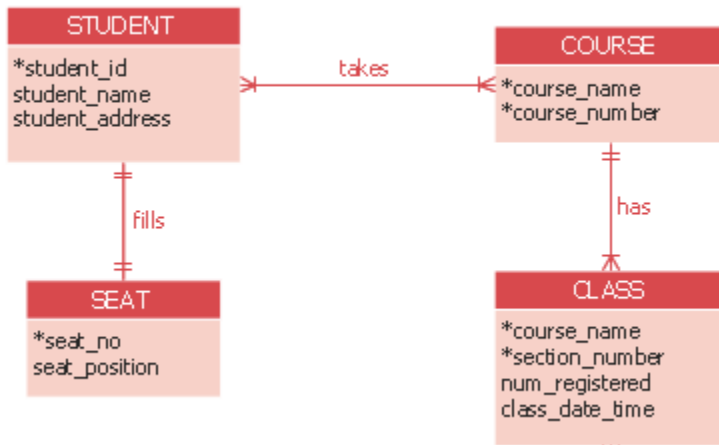 STUDENT
*student_id
student_name
student_address
takes
COURSE
*course_name
*course_number
fills
has
SEAT
*seat_no
seat_position
CLASS
*course_name
*section_number
num_registered
class_date_time